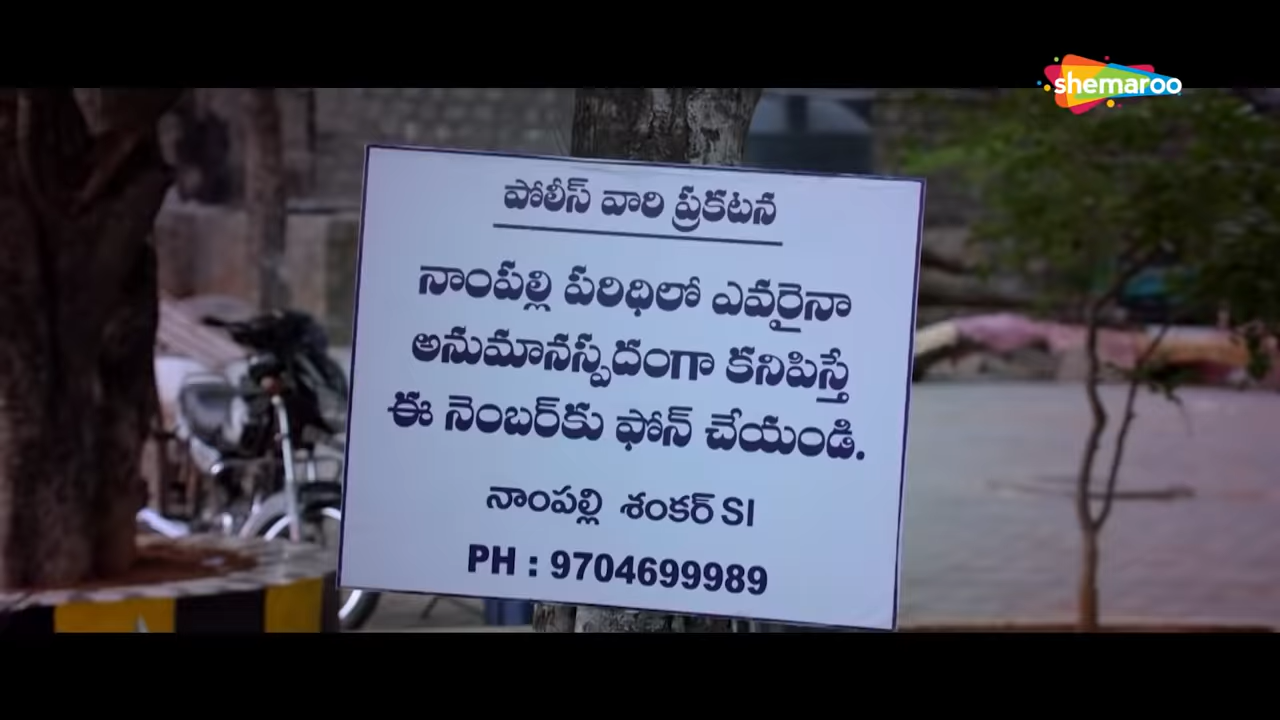 shemaroo
పోలీస్ వారి ప్రకటన
నాంపల్లి పరిధిలో ఎవరైనా
అనుమానస్పదంగా కనిపిస్తే
ఈ నెంబర్‌కు ఫోన్ చేయండి.
నాంపల్లి శంకర్ SI
PH : 9704699989